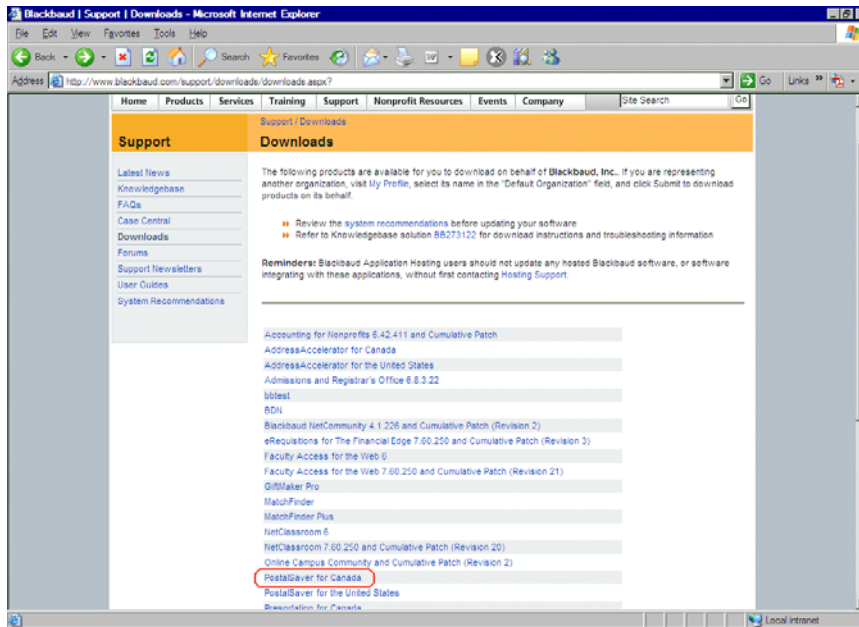 Blackbaud | Support | Downloads - Microsoft Internet Explorer
File Edit View Favorites Tools Help
Back Search Favorites
Address http://www.blackbaud.com/support/downloads/downloads.aspx? Go Links »
Home Products Services Training Support Nonprofit Resources Events Company Site Search Go
Support / Downloads
Support
Downloads
Latest News
Knowledgebase
FAQs
Case Central
Downloads
Forums
Support Newsletters
User Guides
System Recommendations
The following products are available for you to download on behalf of Blackbaud, Inc.. If you are representing
another organization, visit My Profile, select its name in the "Default Organization" field, and click Submit to download
products on its behalf.
Review the system recommendations before updating your software
Refer to Knowledgebase solution BB273122 for download instructions and troubleshooting information
Reminders: Blackbaud Application Hosting users should not update any hosted Blackbaud software, or software
integrating with these applications, without first contacting Hosting Support.
Accounting for Nonprofits 6.42.411 and Cumulative Patch
AddressAccelerator for Canada
AddressAccelerator for the United States
Admissions and Registrar's Office 6.8.3.22
bbtest
BDN
Blackbaud NetCommunity 4.1.226 and Cumulative Patch (Revision 2)
eRequisitions for The Financial Edge 7.60.250 and Cumulative Patch (Revision 3)
Faculty Access for the Web 6
Faculty Access for the Web 7.60.250 and Cumulative Patch (Revision 21)
GiftMaker Pro
MatchFinder
MatchFinder Plus
NetClassroom 6
NetClassroom 7.60.250 and Cumulative Patch (Revision 20)
Online Campus Community and Cumulative Patch (Revision 2)
PostalSaver for Canada
PostalSaver for the United States
Presentation for Canada
Local intranet